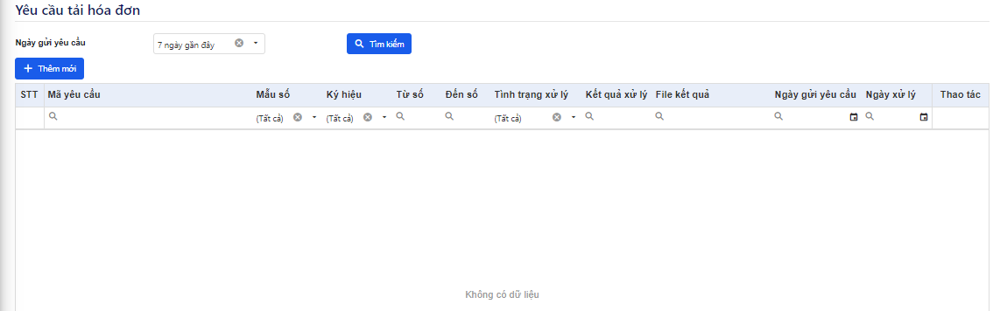 Yêu cầu tải hóa đơn
Ngày gửi yêu cầu 7 ngày gần đây Tìm kiếm
Thêm mới
STT Mã yêu cầu Mẫu số Ký hiệu Từ số Đến số Tình trạng xử lý Kết quả xử lý File kết quả Ngày gửi yêu cầu Ngày xử lý Thao tác
(Tất cả) (Tất cả) (Tất cả)
Không có dữ liệu